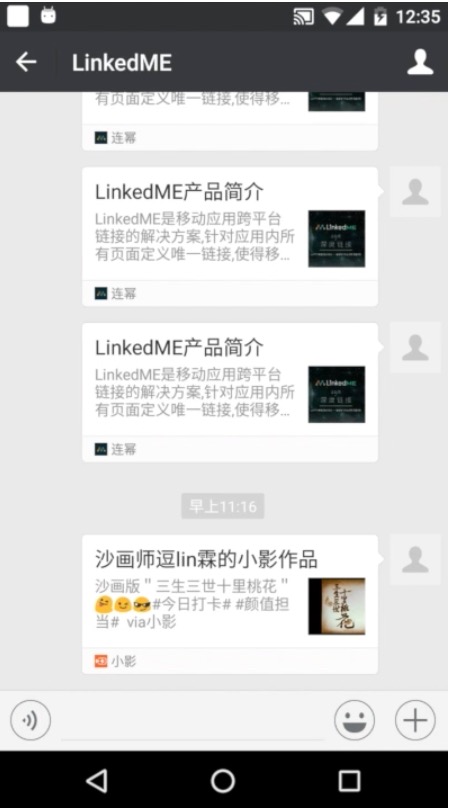 12:35
LinkedME
有页面定义唯一链接,使得移...
连幂
LinkedME产品简介
LinkedME是移动应用跨平台
链接的解决方案,针对应用内所
有页面定义唯一链接,使得移...
LinkedME
深度链接
连幂
LinkedME产品简介
LinkedME是移动应用跨平台
链接的解决方案,针对应用内所
有页面定义唯一链接,使得移...
LinkedME
深度链接
连幂
早上11:16
沙画师逗lin霖的小影作品
沙画版 " 三生三世十里桃花 "
🤗😉😎#今日打卡# #颜值担
当# via小影
三生三世
十里桃花
小影